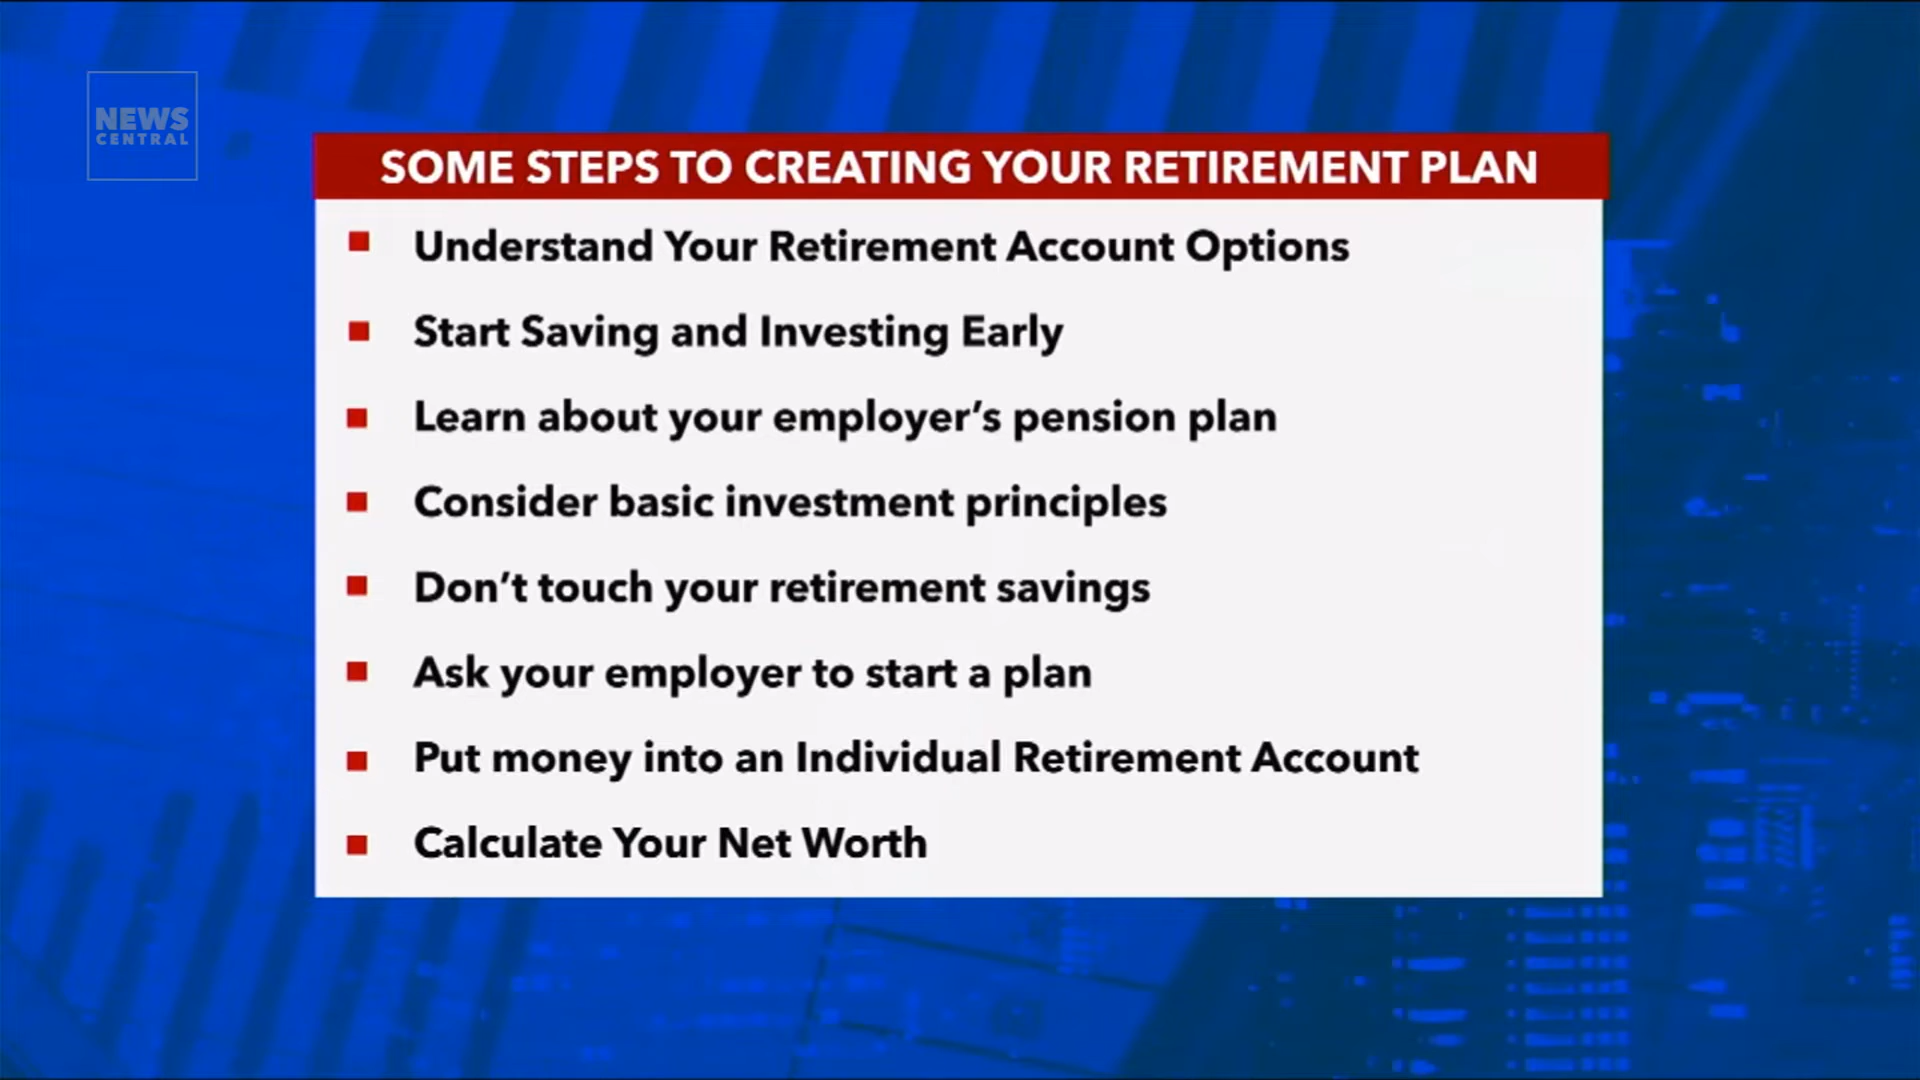 NEWS
CENTRAL
SOME STEPS TO CREATING YOUR RETIREMENT PLAN
Understand Your Retirement Account Options
Start Saving and Investing Early
Learn about your employer’s pension plan
Consider basic investment principles
Don’t touch your retirement savings
Ask your employer to start a plan
Put money into an Individual Retirement Account
Calculate Your Net Worth